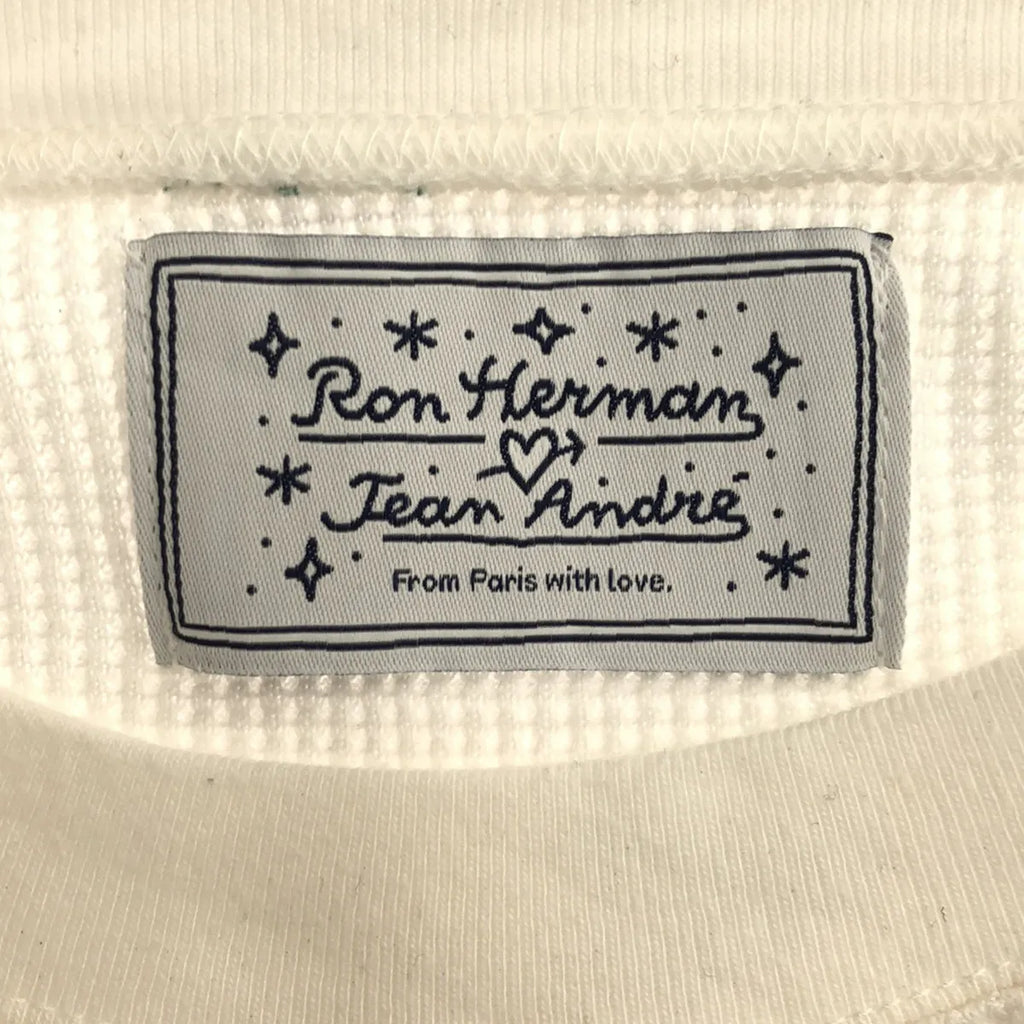 Ron Herman
Jean André
From Paris with love.